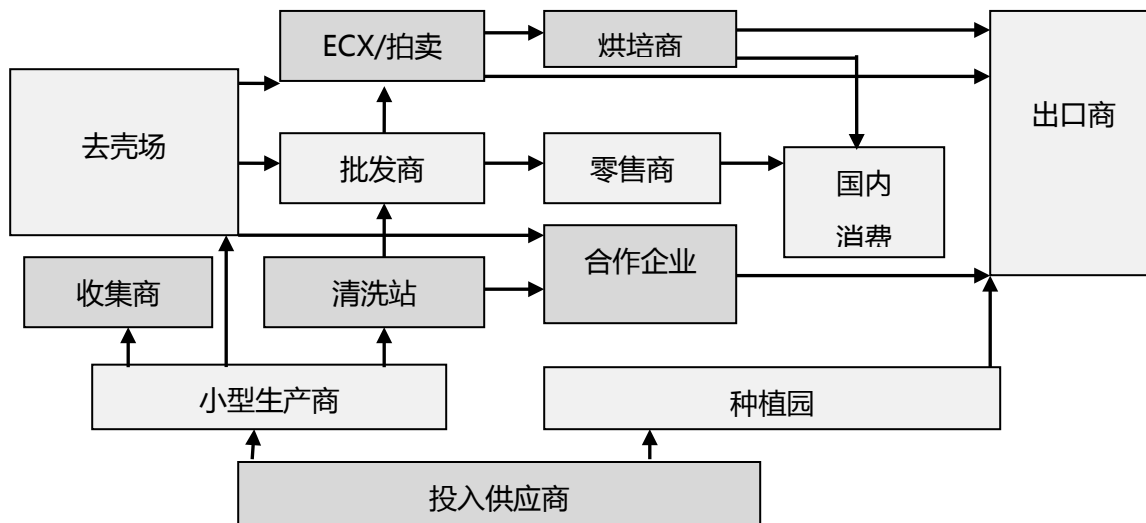 ECX/拍卖
烘培商
出口商
去壳场
批发商
零售商
国内
消费
合作企业
收集商
清洗站
小型生产商
种植园
投入供应商